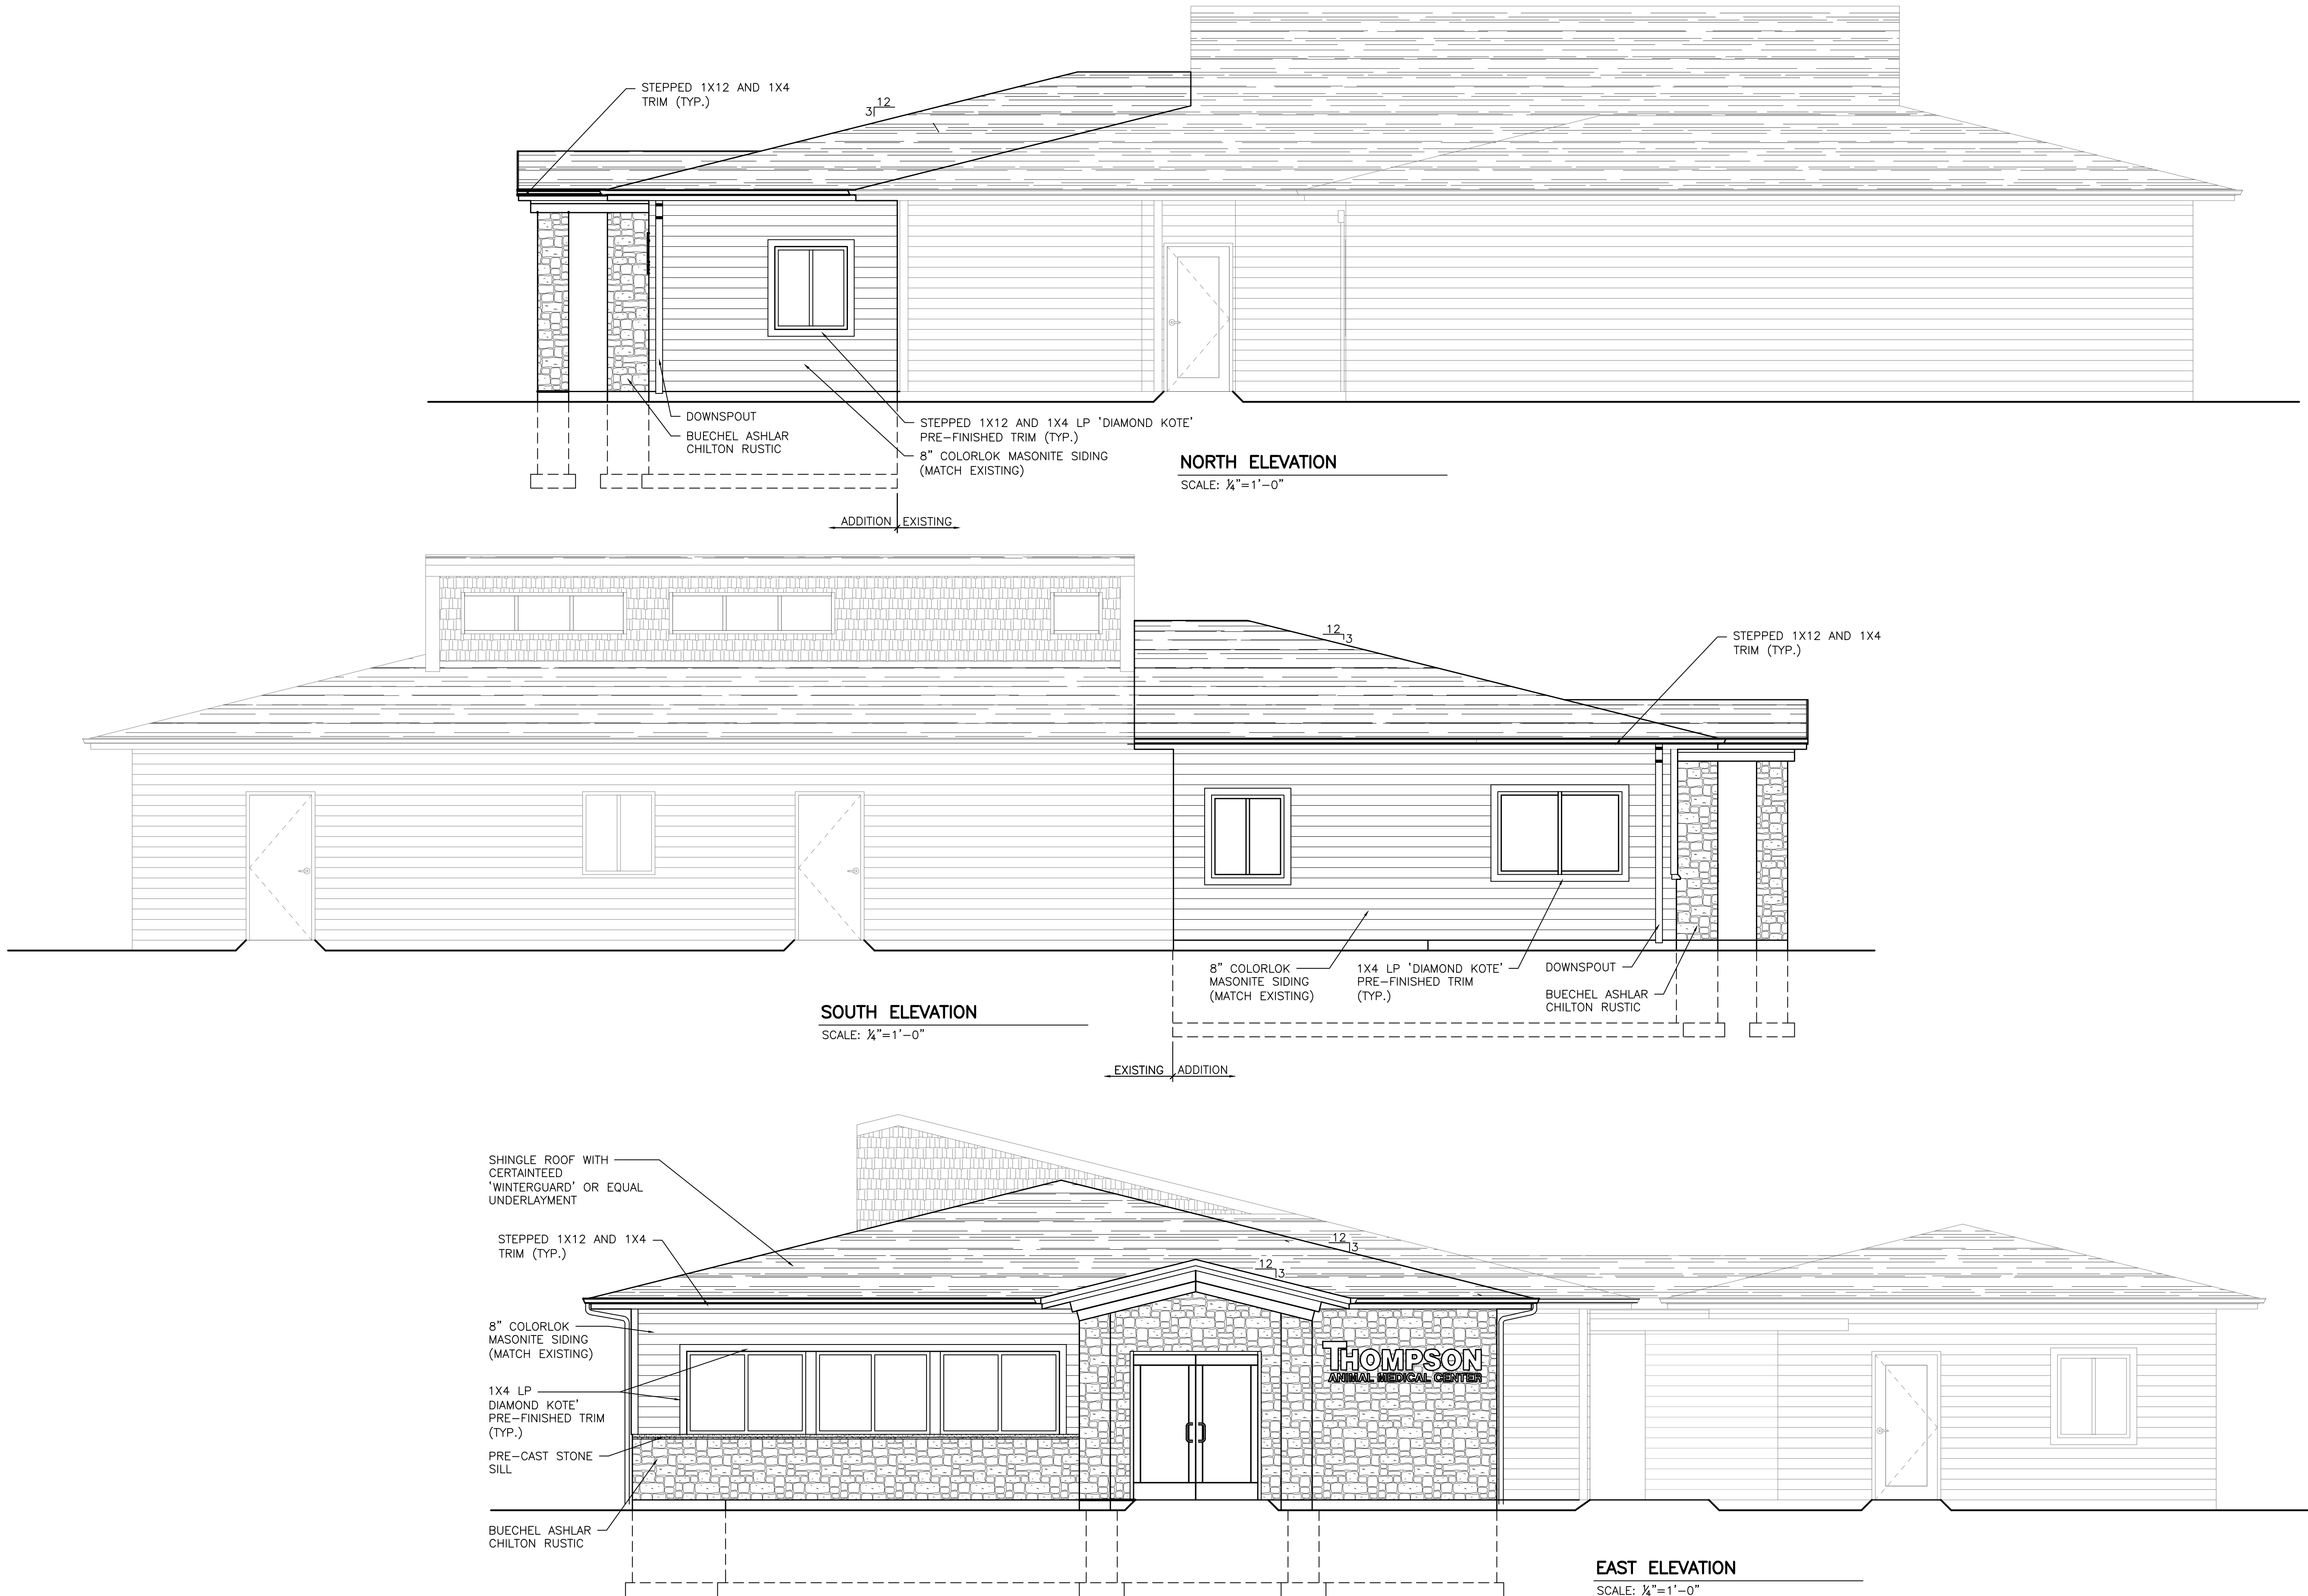 STEPPED 1X12 AND 1X4
TRIM (TYP.)
12
3
DOWNSPOUT
BUECHEL ASHLAR
CHILTON RUSTIC
STEPPED 1X12 AND 1X4 LP ‘DIAMOND KOTE’
PRE-FINISHED TRIM (TYP.)
8” COLORLOK MASONITE SIDING
(MATCH EXISTING)
NORTH ELEVATION
SCALE: ¼”=1’-0”
ADDITION EXISTING
12
3
STEPPED 1X12 AND 1X4
TRIM (TYP.)
8” COLORLOK
MASONITE SIDING
(MATCH EXISTING)
1X4 LP ‘DIAMOND KOTE’
PRE-FINISHED TRIM
(TYP.)
DOWNSPOUT
BUECHEL ASHLAR
CHILTON RUSTIC
SOUTH ELEVATION
SCALE: ¼”=1’-0”
EXISTING ADDITION
SHINGLE ROOF WITH
CERTAINTEED
‘WINTERGUARD’ OR EQUAL
UNDERLAYMENT
STEPPED 1X12 AND 1X4
TRIM (TYP.)
12
3
12
3
8” COLORLOK
MASONITE SIDING
(MATCH EXISTING)
THOMPSON
ANIMAL MEDICAL CENTER
1X4 LP
DIAMOND KOTE’
PRE-FINISHED TRIM
(TYP.)
PRE-CAST STONE
SILL
BUECHEL ASHLAR
CHILTON RUSTIC
EAST ELEVATION
SCALE: ¼”=1’-0”